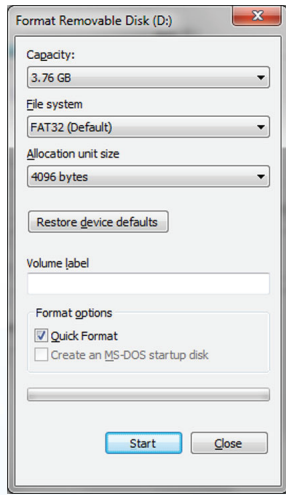 Format Removable Disk (D:)
Capacity:
3.76 GB
File system
FAT32 (Default)
Allocation unit size
4096 bytes
Restore device defaults
Volume label
Format options
Quick Format
Create an MS-DOS startup disk
Start Close